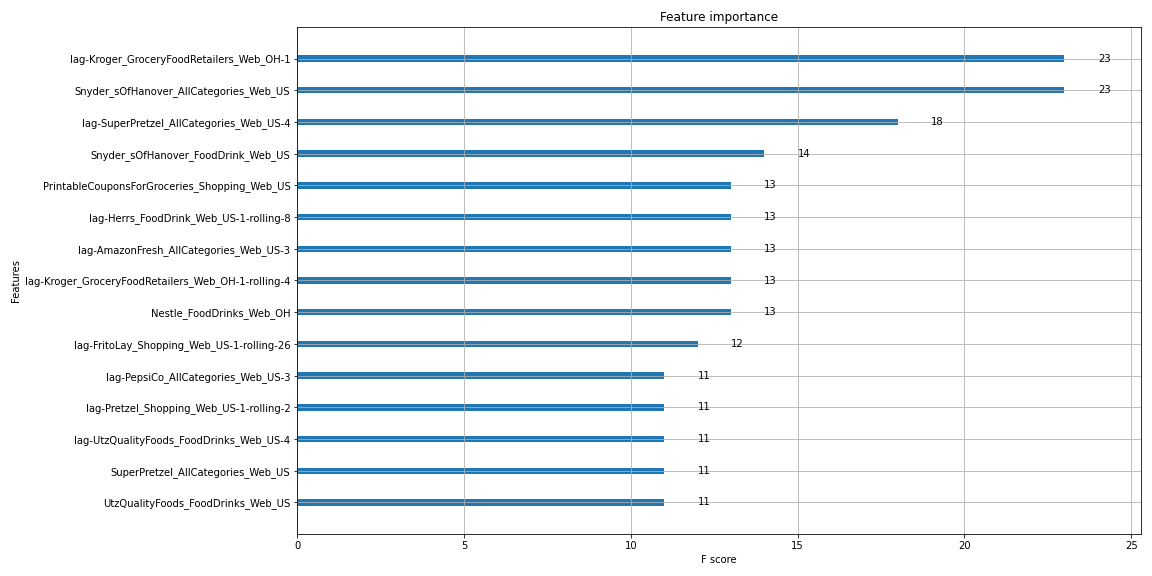 Feature importance
Features
lag-Kroger_GroceryFoodRetailers_Web_OH-1 23
Snyder_sOfHanover_AllCategories_Web_US 23
lag-SuperPretzel_AllCategories_Web_US-4 18
Snyder_sOfHanover_FoodDrink_Web_US 14
PrintableCouponsForGroceries_Shopping_Web_US 13
lag-Herrs_FoodDrink_Web_US-1-rolling-8 13
lag-AmazonFresh_AllCategories_Web_US-3 13
lag-Kroger_GroceryFoodRetailers_Web_OH-1-rolling-4 13
Nestle_FoodDrinks_Web_OH 13
lag-FritoLay_Shopping_Web_US-1-rolling-26 12
lag-PepsiCo_AllCategories_Web_US-3 11
lag-Pretzel_Shopping_Web_US-1-rolling-2 11
lag-UtzQualityFoods_FoodDrinks_Web_US-4 11
SuperPretzel_AllCategories_Web_US 11
UtzQualityFoods_FoodDrinks_Web_US 11
0 5 10 15 20 25
F score